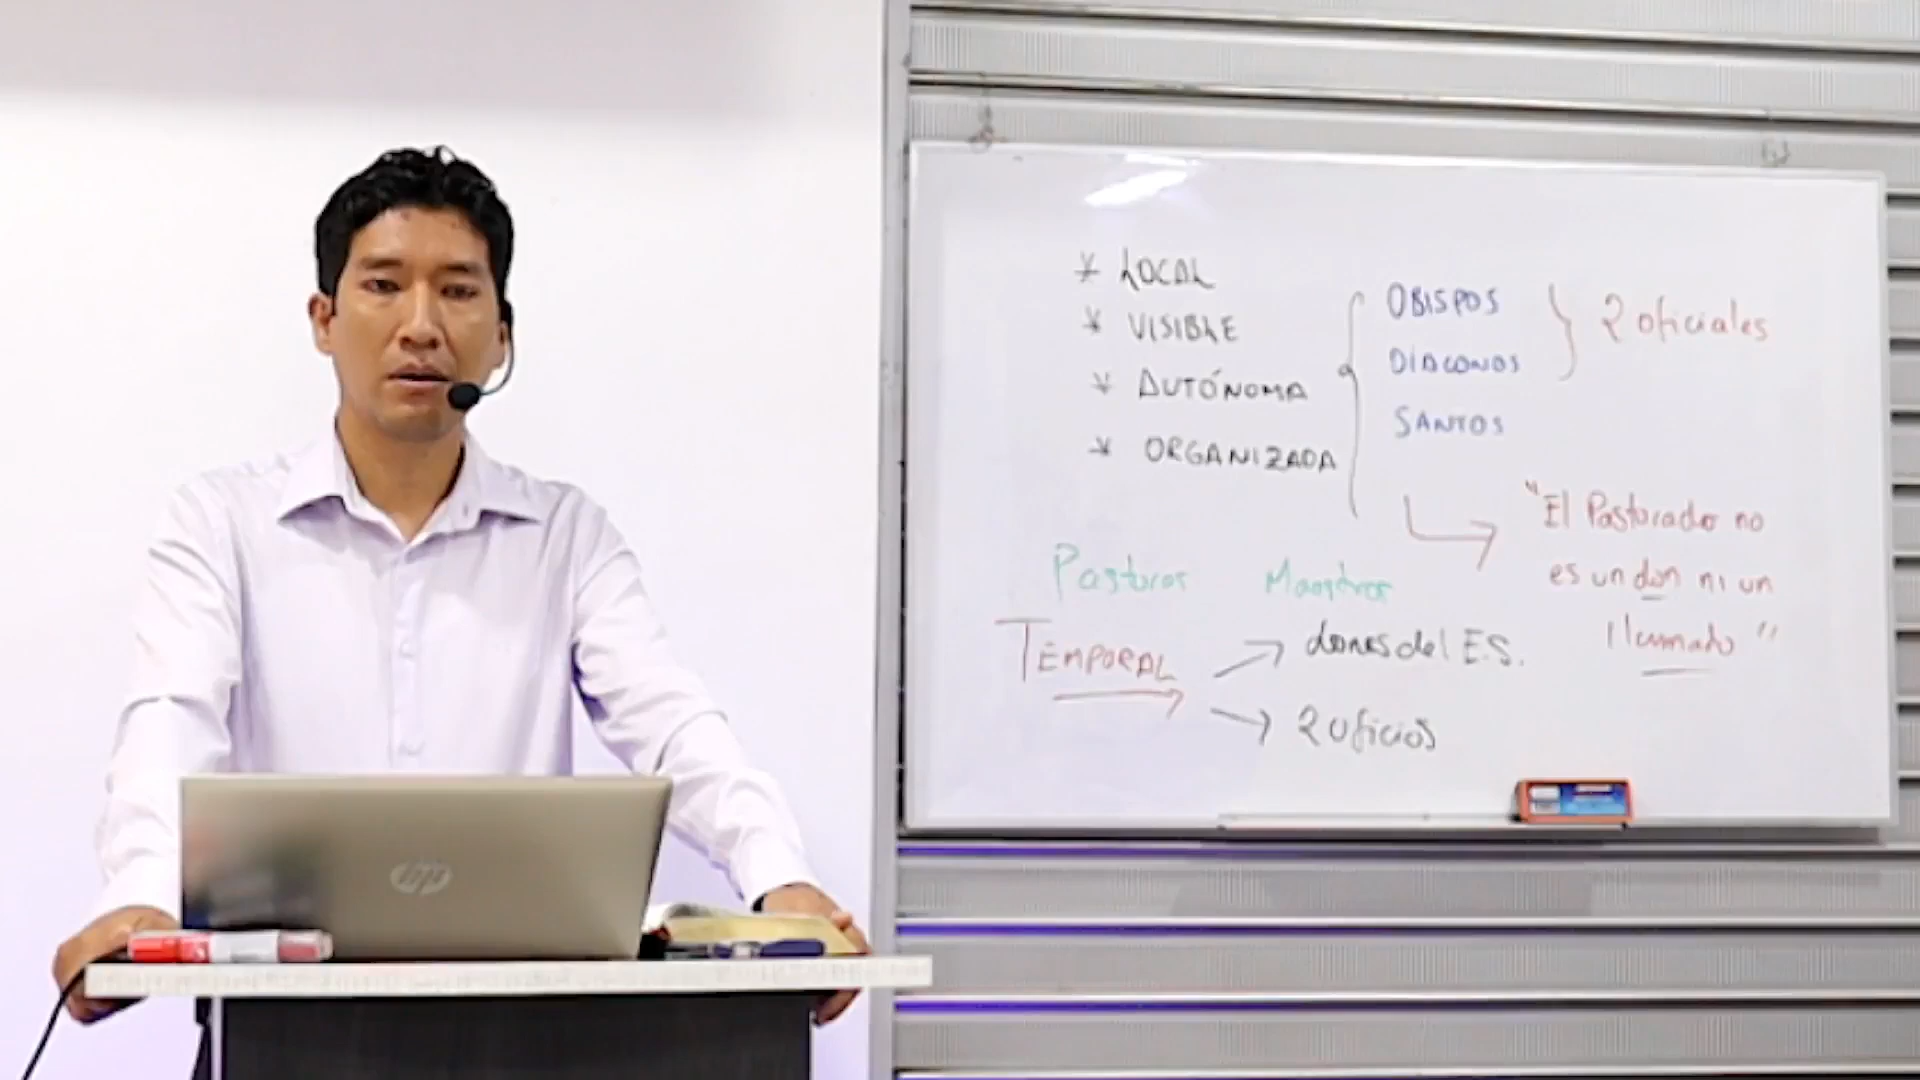 * LOCAL
* VISIBLE
* AUTÓNOMA
* ORGANIZADA
OBISPOS
DIACONOS
SANTOS
2 oficiales
"El Pastorado no
es un don ni un
llamado"
Pastores Maestros
TEMPORAL
dones del E.S.
2 oficios
hp